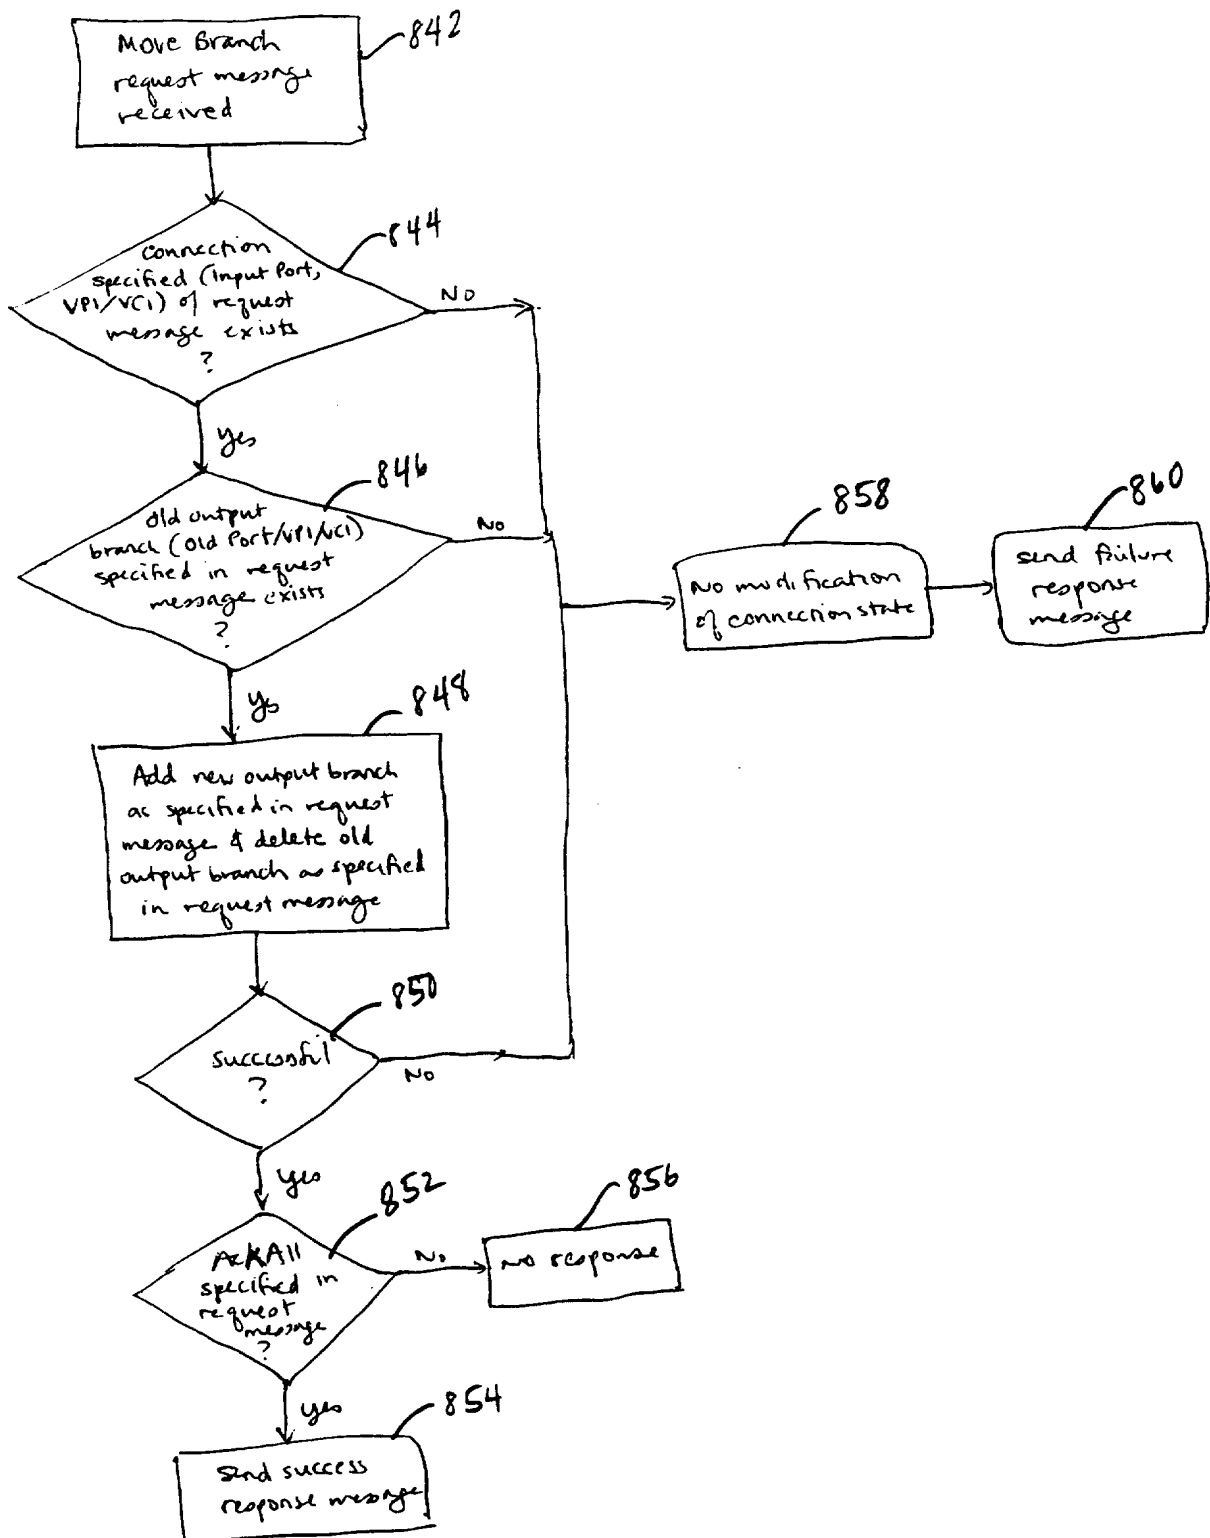 Move Branch
request message
received
842
Connection
specified (Input Port,
VPI/VCI) of request
message exists
?
844
No
Yes
Old output
branch (Old Port/VPI/VCI)
specified in request
message exists
?
846
No
Yes
858
No modification
of connection state
860
send failure
response
message
848
Add new output branch
as specified in request
message & delete old
output branch as specified
in request message
850
successful
?
No
Yes
852
AckAll
specified in
request
message
?
No
856
No response
Yes
854
Send success
response message